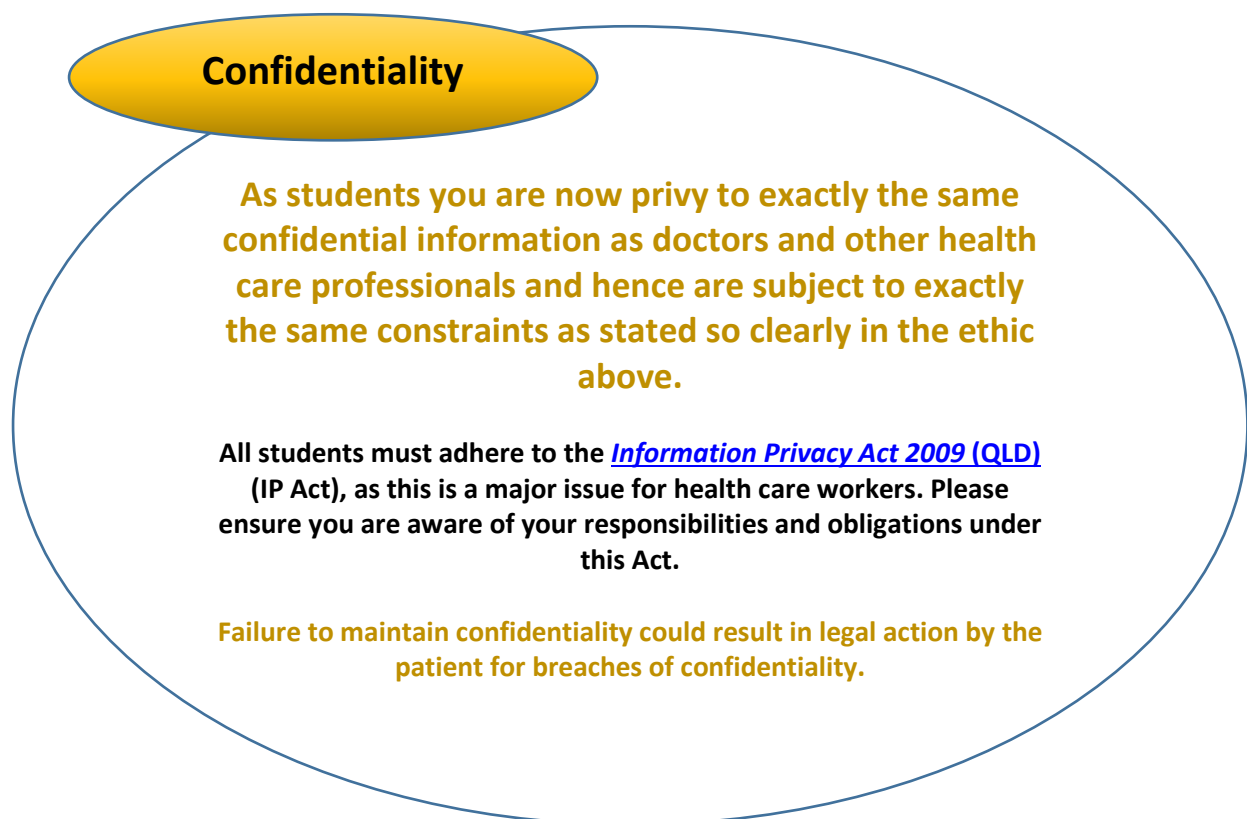 Confidentiality
As students you are now privy to exactly the same
confidential information as doctors and other health
care professionals and hence are subject to exactly
the same constraints as stated so clearly in the ethic
above.
All students must adhere to the Information Privacy Act 2009 (QLD)
(IP Act), as this is a major issue for health care workers. Please
ensure you are aware of your responsibilities and obligations under
this Act.
Failure to maintain confidentiality could result in legal action by the
patient for breaches of confidentiality.